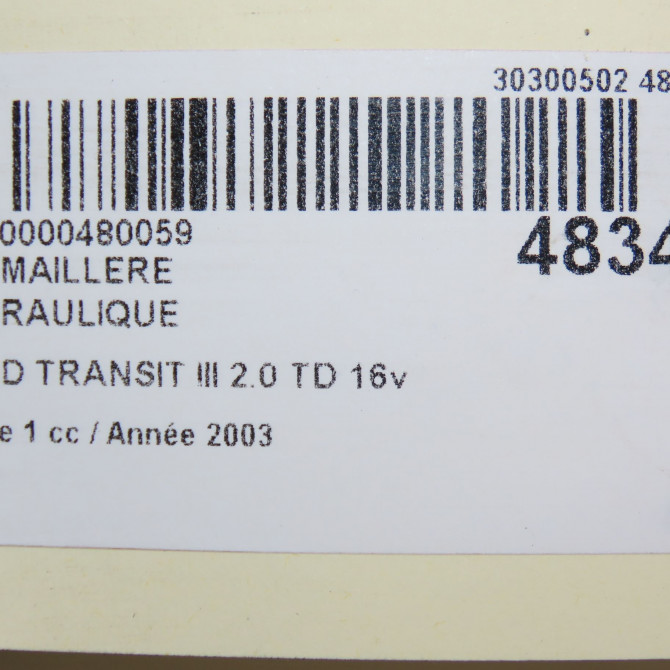 30300502 48
0000480059
4834
MAILLERE
RAULIQUE
D TRANSIT III 2.0 TD 16v
e 1 cc / Année 2003